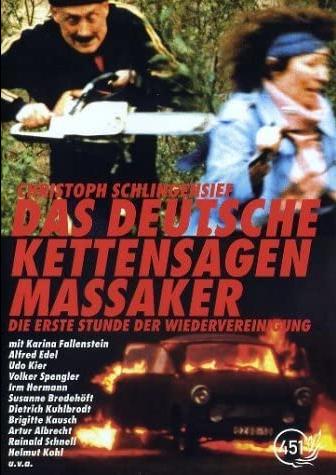 CHRISTOPH SCHLINGENSIEF
DAS DEUTSCHE
KETTENSÄGEN
MASSAKER
DIE ERSTE STUNDE DER WIEDERVEREINIGUNG
mit Karina Fallenstein
Alfred Edel
Udo Kier
Volker Spengler
Irm Hermann
Susanne Bredehöft
Dietrich Kuhlbrodt
Brigitte Kausch
Artur Albrecht
Rainald Schnell
Helmut Kohl
u.v.a.
451